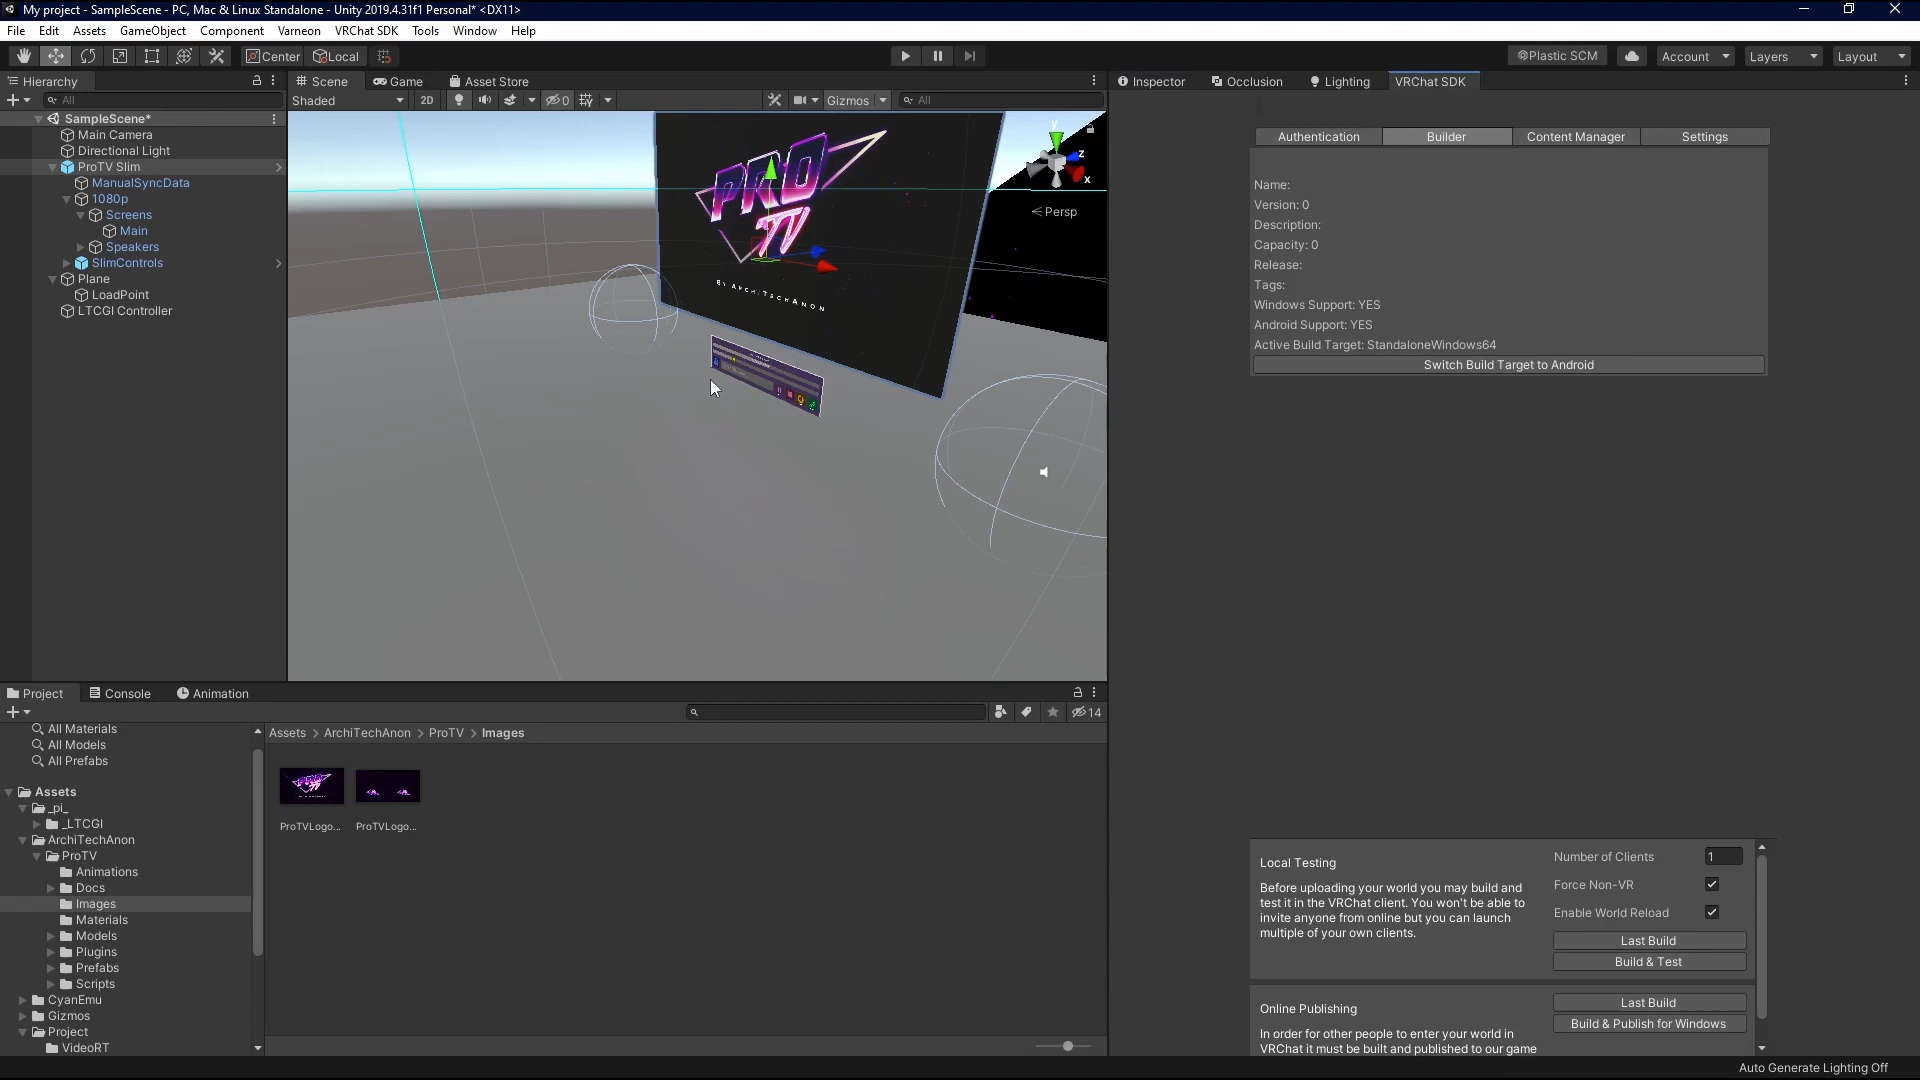 My project - SampleScene - PC, Mac & Linux Standalone - Unity 2019.4.31f1 Personal* <DX11>
File Edit Assets GameObject Component Varneon VRChat SDK Tools Window Help
Center Local Plastic SCM Account Layers Layout
Hierarchy Scene Game Asset Store Inspector Occlusion Lighting VRChat SDK
All Shaded 2D 0 Gizmos All
SampleScene*
Main Camera
Directional Light
ProTV Slim
ManualSyncData
1080p
Screens
Main
Speakers
SlimControls
Plane
LoadPoint
LTCGI Controller
PRO
TV
BY ARCHITECHANON
y
z
x
Persp
Authentication Builder Content Manager Settings
Name:
Version: 0
Description:
Capacity: 0
Release:
Tags:
Windows Support: YES
Android Support: YES
Active Build Target: StandaloneWindows64
Switch Build Target to Android
Project Console Animation
14
All Materials
All Models
All Prefabs
Assets
_pi_
_LTCGI
ArchiTechAnon
ProTV
Animations
Docs
Images
Materials
Models
Plugins
Prefabs
Scripts
CyanEmu
Gizmos
Project
VideoRT
Assets > ArchiTechAnon > ProTV > Images
ProTVLogo... ProTVLogo...
Local Testing
Before uploading your world you may build and
test it in the VRChat client. You won't be able to
invite anyone from online but you can launch
multiple of your own clients.
Number of Clients 1
Force Non-VR
Enable World Reload
Last Build
Build & Test
Online Publishing
In order for other people to enter your world in
VRChat it must be built and published to our game
Last Build
Build & Publish for Windows
Auto Generate Lighting Off